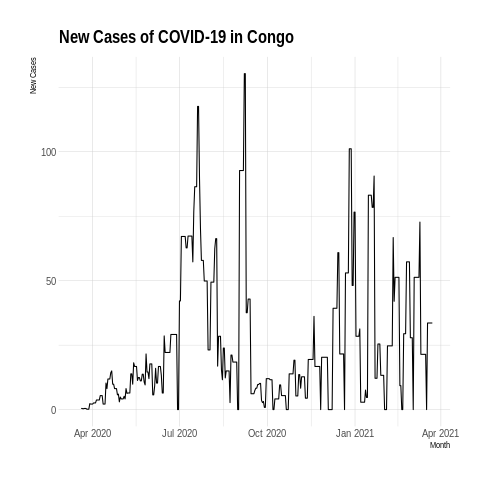 New Cases of COVID-19 in Congo
New Cases
100
50
0
Apr 2020 Jul 2020 Oct 2020 Jan 2021 Apr 2021
Month